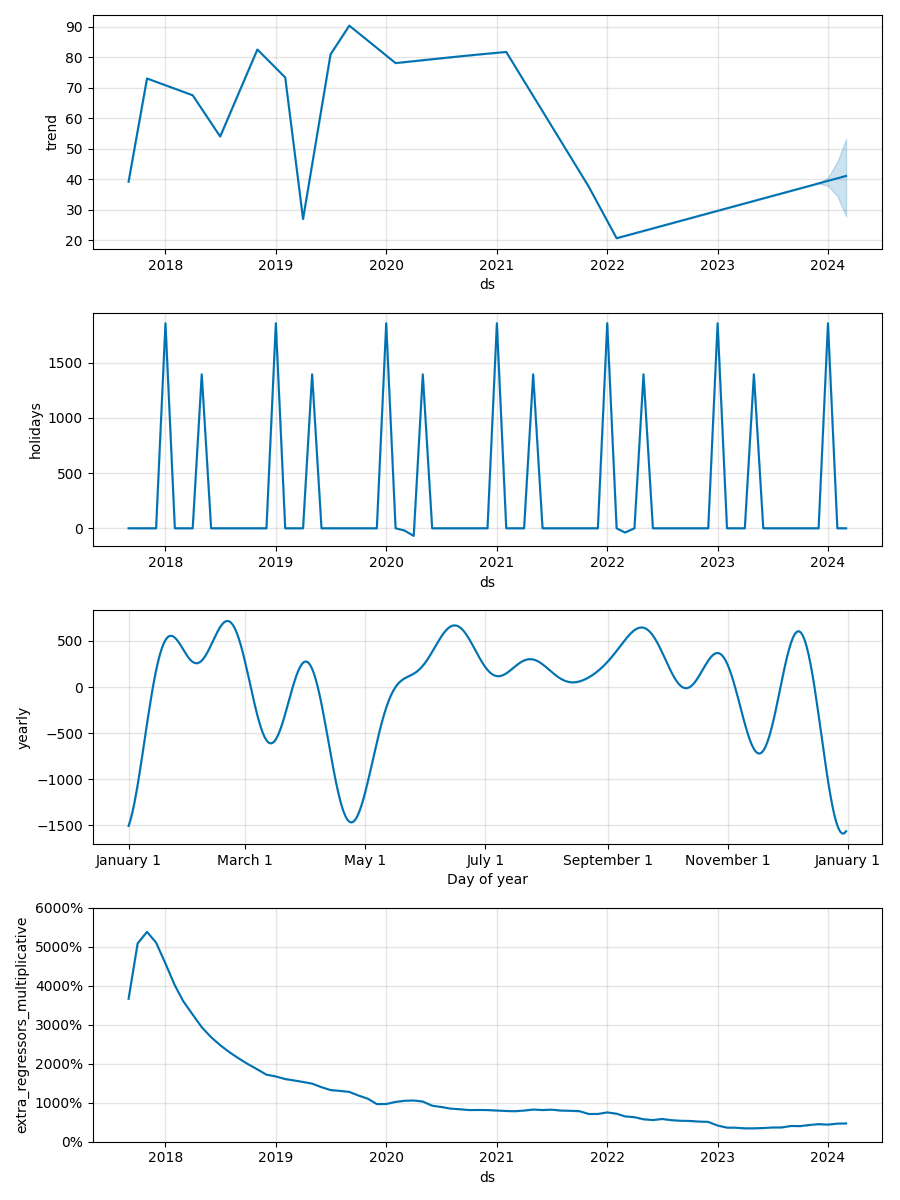 90
80
70
60
50
40
30
20
trend
2018 2019 2020 2021 2022 2023 2024
ds
1500
1000
500
0
holidays
2018 2019 2020 2021 2022 2023 2024
ds
500
0
−500
−1000
−1500
yearly
January 1 March 1 May 1 July 1 September 1 November 1 January 1
Day of year
6000%
5000%
4000%
3000%
2000%
1000%
0%
extra_regressors_multiplicative
2018 2019 2020 2021 2022 2023 2024
ds